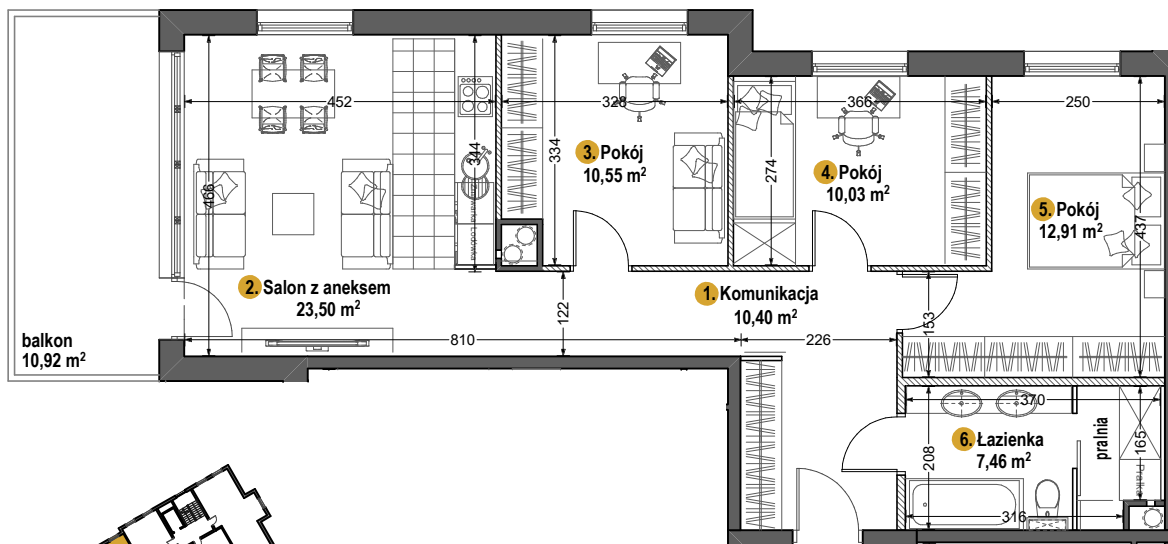 452
328
366
250
344
334
274
466
437
3. Pokój
10,55 m²
4. Pokój
10,03 m²
5. Pokój
12,91 m²
2. Salon z aneksem
23,50 m²
1. Komunikacja
10,40 m²
balkon
10,92 m²
Lodówka
122
153
810
226
370
6. Łazienka
7,46 m²
pralnia
165
208
Pralka
316